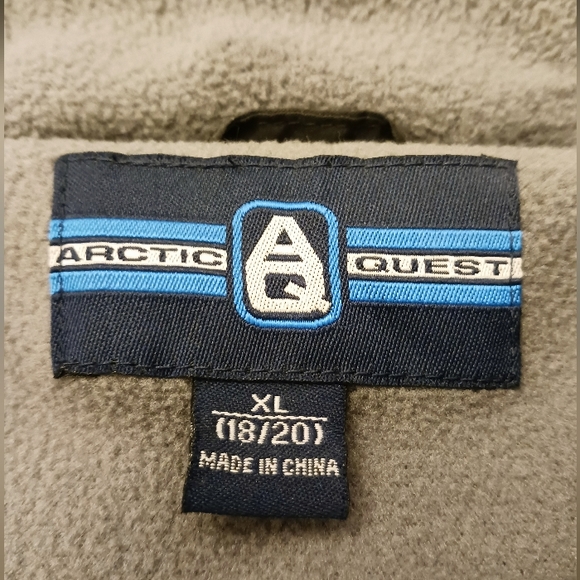 ARCTIC AQ QUEST
XL
(18/20)
MADE IN CHINA